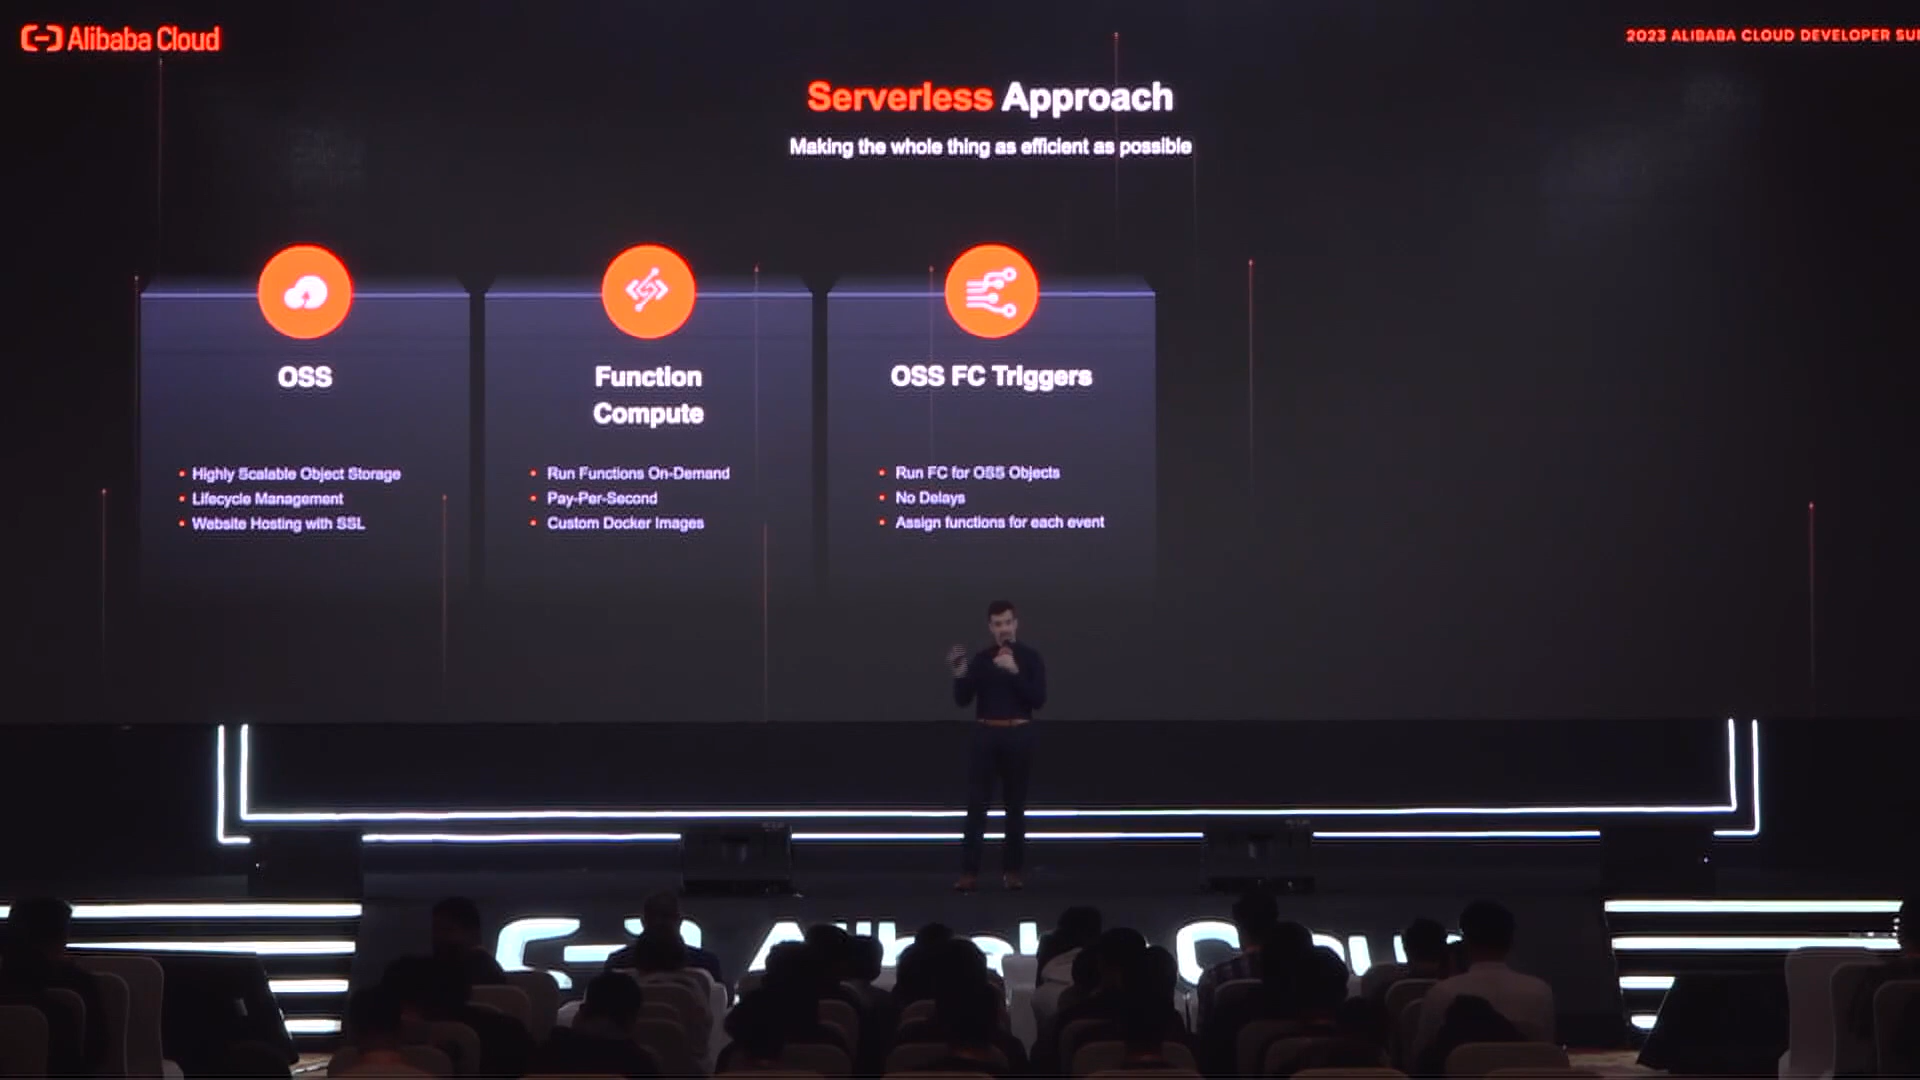 Alibaba Cloud
2023 ALIBABA CLOUD DEVELOPER
Serverless Approach
Making the whole thing as efficient as possible
OSS
• Highly Scalable Object Storage
• Lifecycle Management
• Website Hosting with SSL
Function
Compute
• Run Functions On-Demand
• Pay-Per-Second
• Custom Docker Images
OSS FC Triggers
• Run FC for OSS Objects
• No Delays
• Assign functions for each event
Alibaba Cloud